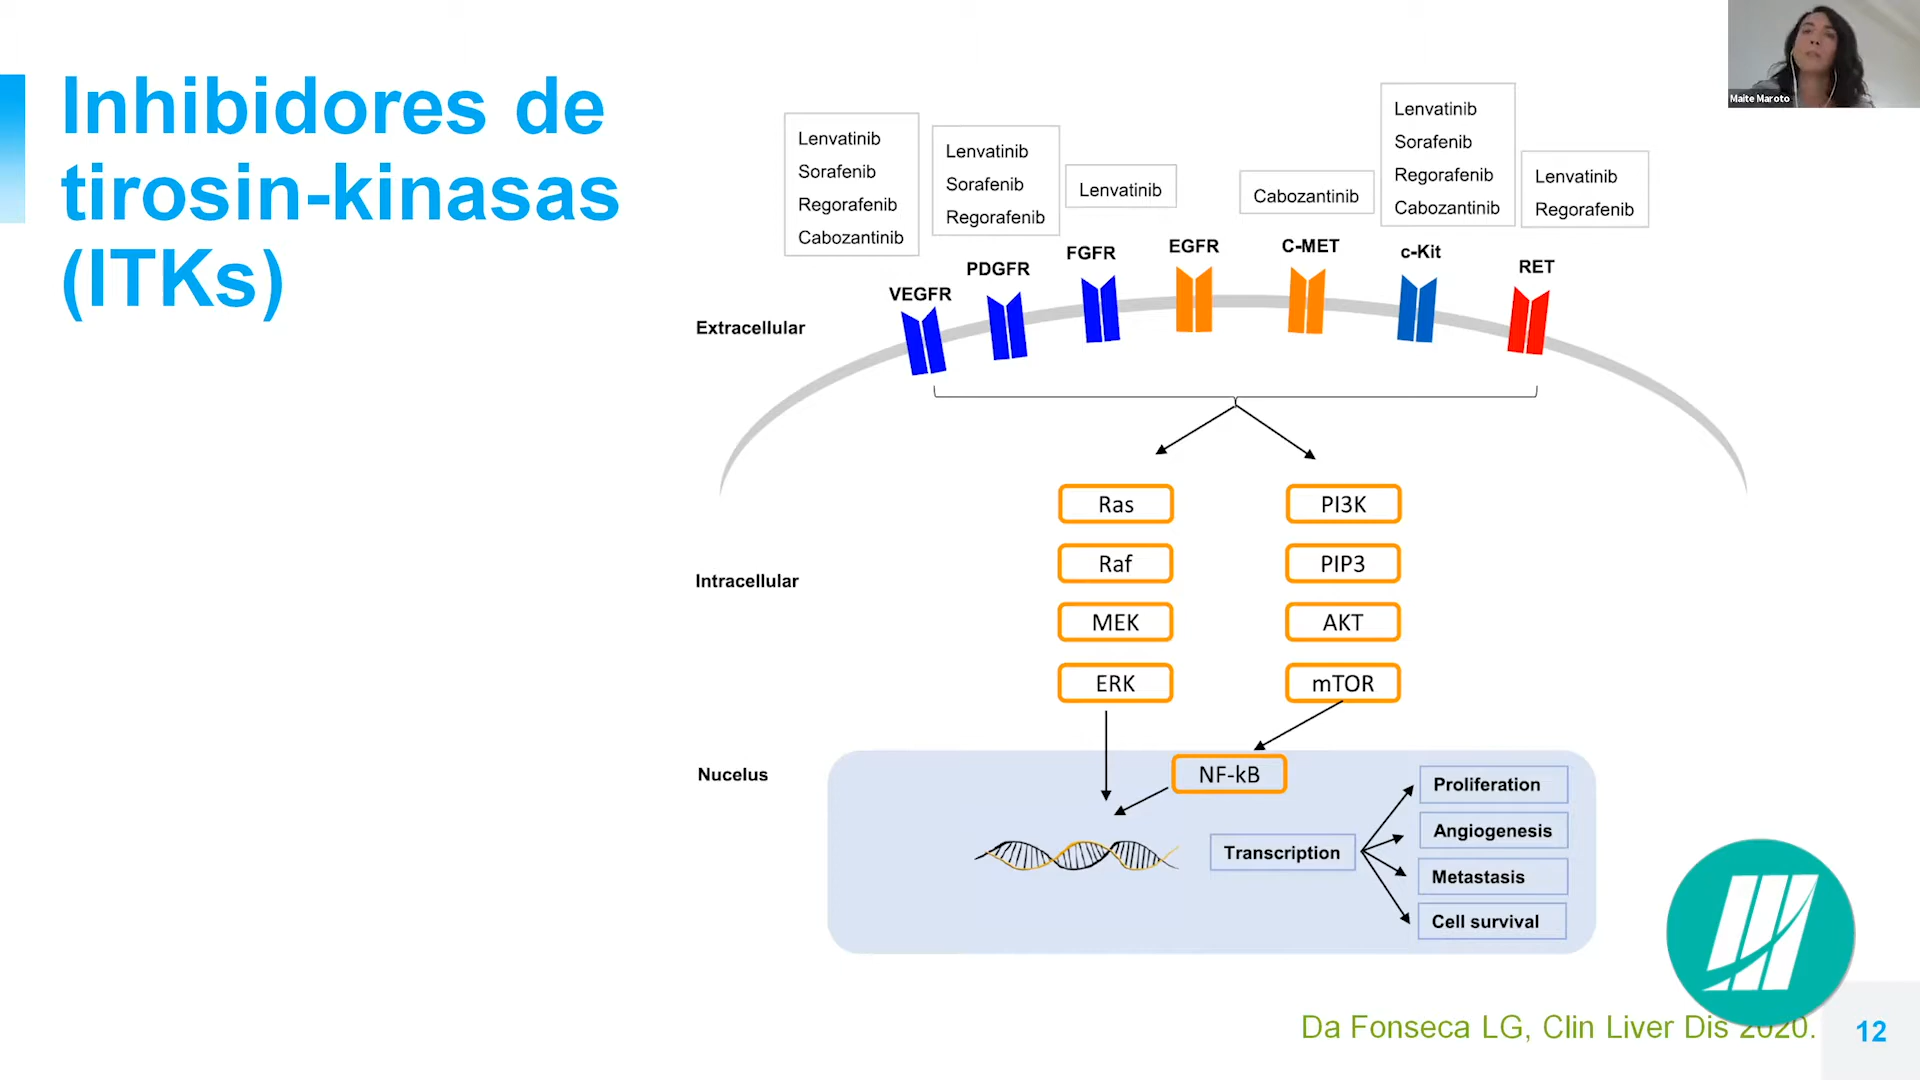 Inhibidores de
tirosin-kinasas
(ITKs)
Maite Maroto
Lenvatinib
Sorafenib
Regorafenib
Cabozantinib
Lenvatinib
Sorafenib
Regorafenib
Lenvatinib
Cabozantinib
Lenvatinib
Sorafenib
Regorafenib
Cabozantinib
Lenvatinib
Regorafenib
VEGFR
PDGFR
FGFR
EGFR
C-MET
c-Kit
RET
Extracellular
Ras
PI3K
Raf
PIP3
Intracellular
MEK
AKT
ERK
mTOR
Nucelus
NF-kB
Transcription
Proliferation
Angiogenesis
Metastasis
Cell survival
Da Fonseca LG, Clin Liver Dis 2020.
12